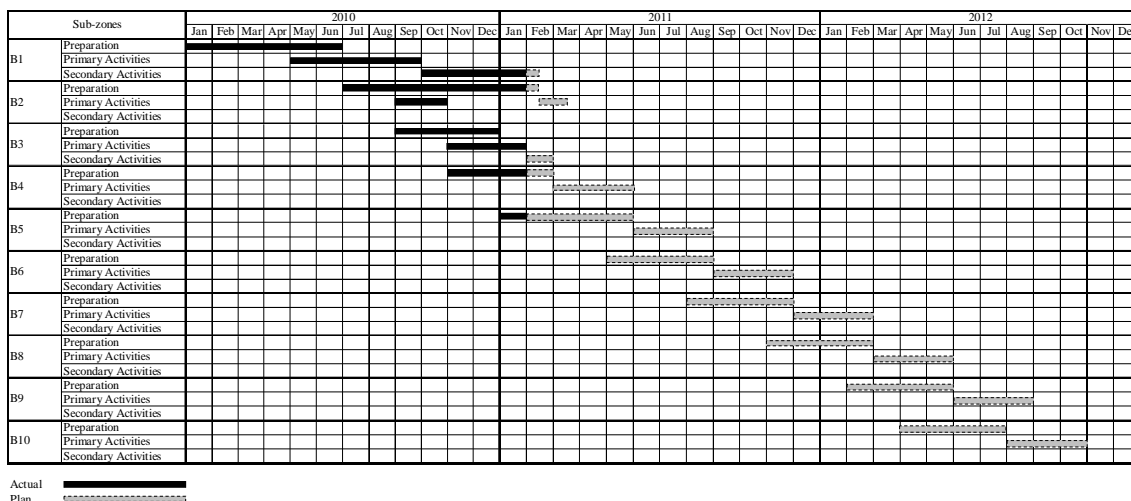 Sub-zones 2010 2011 2012
Jan Feb Mar Apr May Jun Jul Aug Sep Oct Nov Dec Jan Feb Mar Apr May Jun Jul Aug Sep Oct Nov Dec Jan Feb Mar Apr May Jun Jul Aug Sep Oct Nov De
B1 Preparation
Primary Activities
Secondary Activities
B2 Preparation
Primary Activities
Secondary Activities
B3 Preparation
Primary Activities
Secondary Activities
B4 Preparation
Primary Activities
Secondary Activities
B5 Preparation
Primary Activities
Secondary Activities
B6 Preparation
Primary Activities
Secondary Activities
B7 Preparation
Primary Activities
Secondary Activities
B8 Preparation
Primary Activities
Secondary Activities
B9 Preparation
Primary Activities
Secondary Activities
B10 Preparation
Primary Activities
Secondary Activities
Actual
Plan